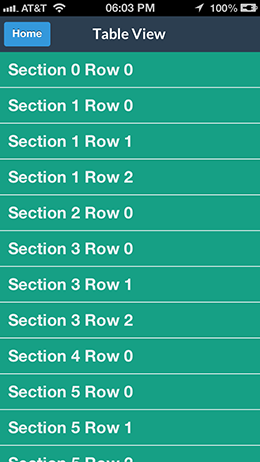 AT&T 06:03 PM 100%
Home Table View
Section 0 Row 0
Section 1 Row 0
Section 1 Row 1
Section 1 Row 2
Section 2 Row 0
Section 3 Row 0
Section 3 Row 1
Section 3 Row 2
Section 4 Row 0
Section 5 Row 0
Section 5 Row 1